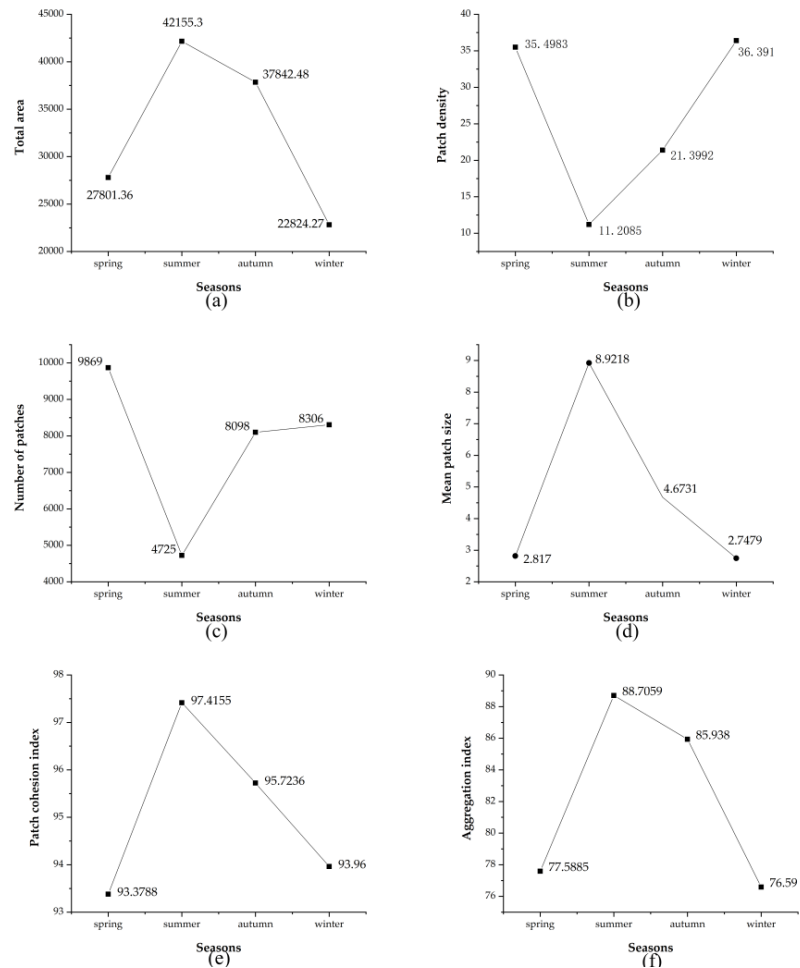 45000
40000
35000
30000
25000
20000
Total area
42155.3
37842.48
27801.36
22824.27
spring summer autumn winter
Seasons
(a)
40
35
30
25
20
15
10
Patch density
35.4983
36.391
21.3992
11.2085
spring summer autumn winter
Seasons
(b)
10000
9000
8000
7000
6000
5000
4000
Number of patches
9869
8098
8306
4725
spring summer autumn winter
Seasons
(c)
9
8
7
6
5
4
3
2
Mean patch size
8.9218
4.6731
2.7479
2.817
spring summer autumn winter
Seasons
(d)
98
97
96
95
94
93
Patch cohesion index
97.4155
95.7236
93.96
93.3788
spring summer autumn winter
Seasons
(e)
90
88
86
84
82
80
78
76
Aggregation index
88.7059
85.938
77.5885
76.59
spring summer autumn winter
Seasons
(f)